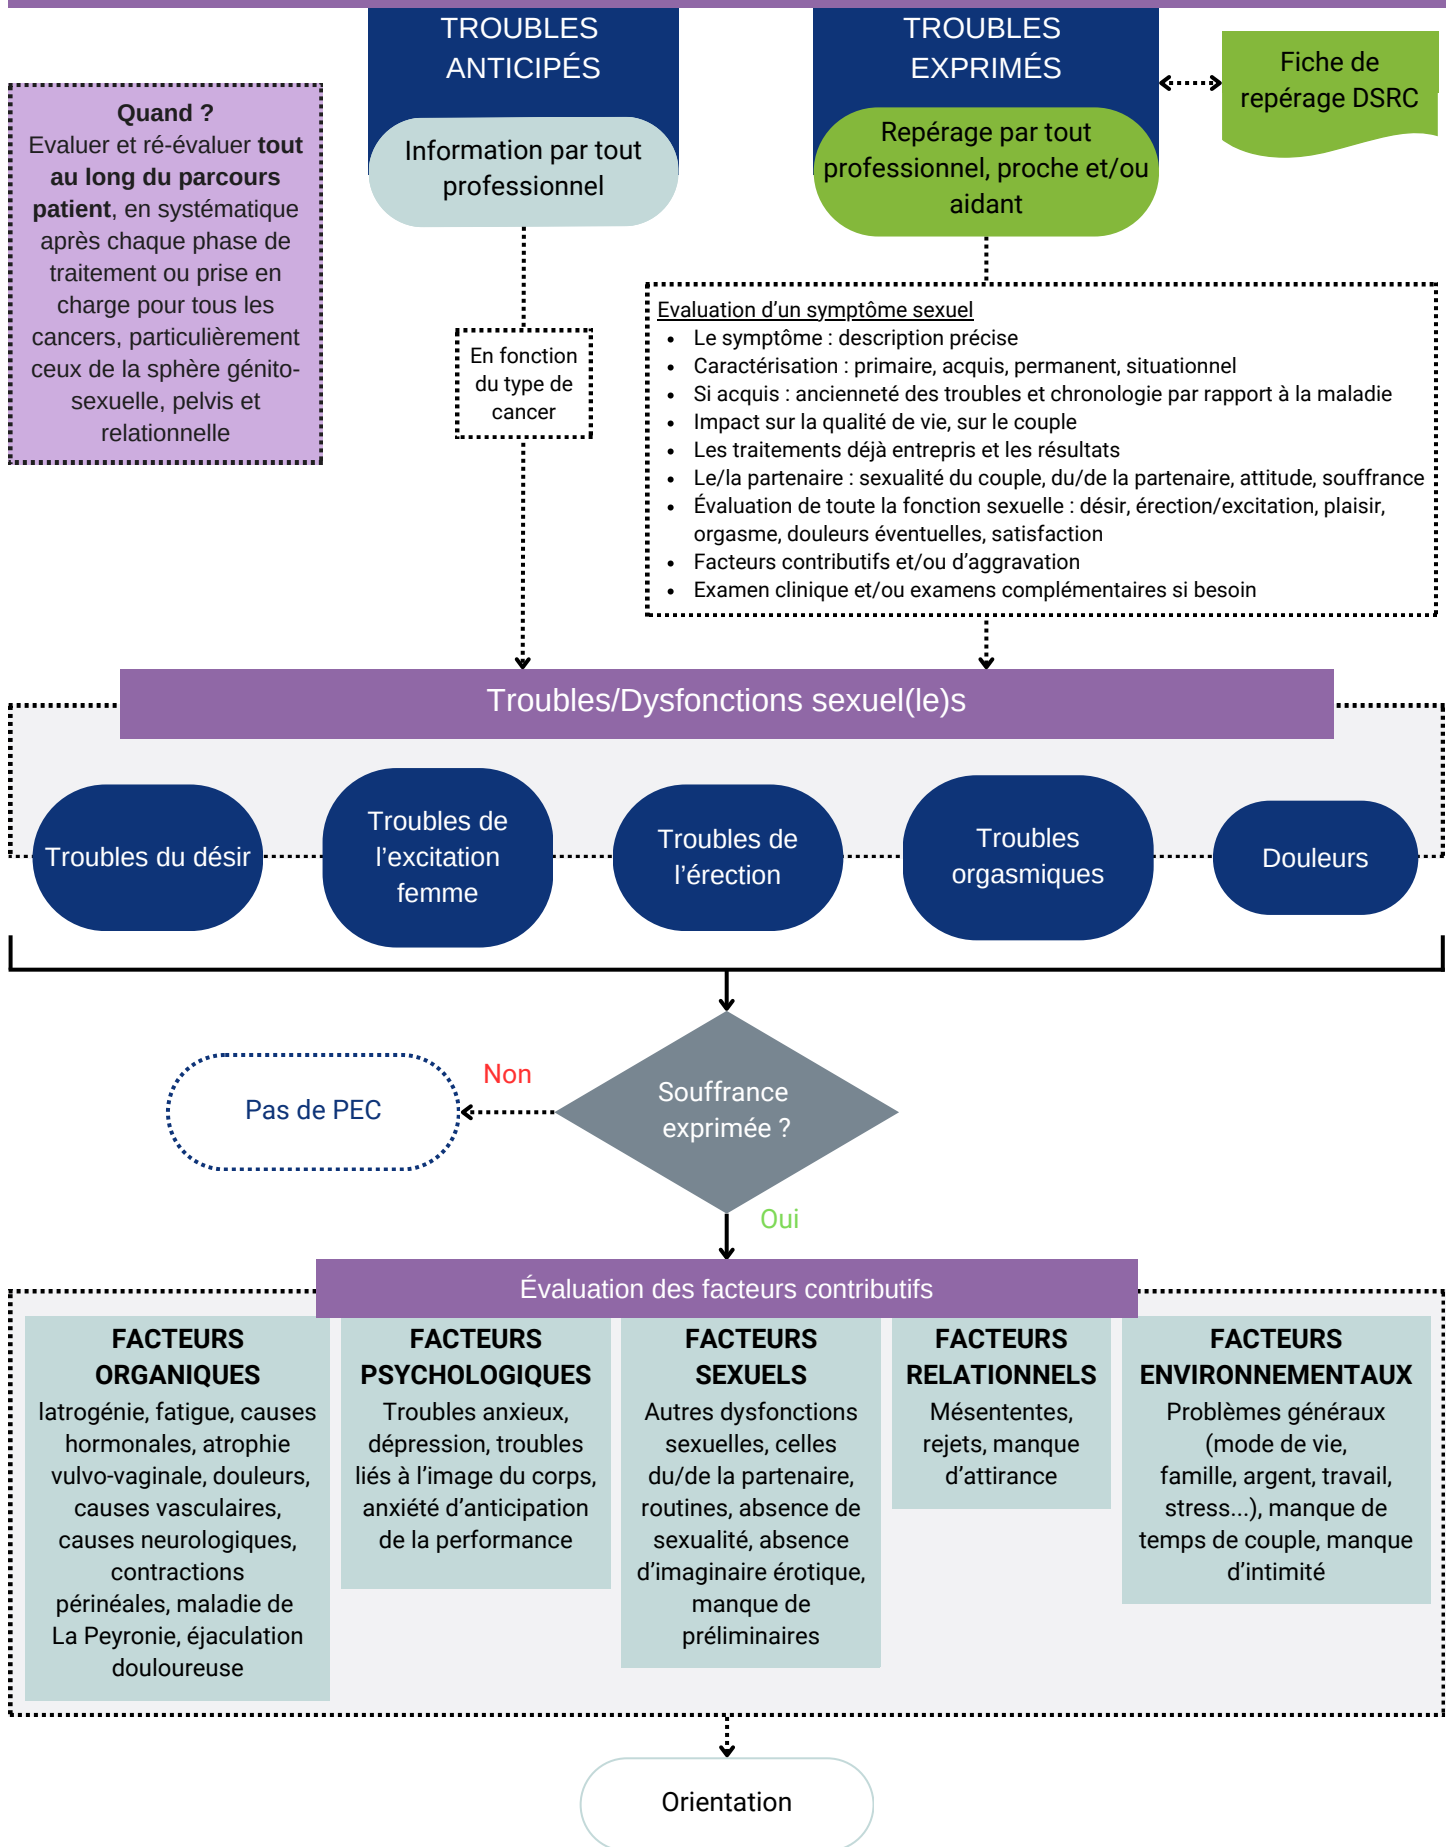 TROUBLES
ANTICIPÉS
Information par tout
professionnel
TROUBLES
EXPRIMÉS
Repérage par tout
professionnel, proche et/ou
aidant
Fiche de
repérage DSRC
Quand ?
Evaluer et ré-évaluer tout
au long du parcours
patient, en systématique
après chaque phase de
traitement ou prise en
charge pour tous les
cancers, particulièrement
ceux de la sphère génito-
sexuelle, pelvis et
relationnelle
En fonction
du type de
cancer
Evaluation d’un symptôme sexuel
• Le symptôme : description précise
• Caractérisation : primaire, acquis, permanent, situationnel
• Si acquis : ancienneté des troubles et chronologie par rapport à la maladie
• Impact sur la qualité de vie, sur le couple
• Les traitements déjà entrepris et les résultats
• Le/la partenaire : sexualité du couple, du/de la partenaire, attitude, souffrance
• Évaluation de toute la fonction sexuelle : désir, érection/excitation, plaisir,
orgasme, douleurs éventuelles, satisfaction
• Facteurs contributifs et/ou d’aggravation
• Examen clinique et/ou examens complémentaires si besoin
Troubles/Dysfonctions sexuel(le)s
Troubles du désir
Troubles de
l’excitation
femme
Troubles de
l’érection
Troubles
orgasmiques
Douleurs
Souffrance
exprimée ?
Non
Pas de PEC
Oui
Évaluation des facteurs contributifs
FACTEURS
ORGANIQUES
Iatrogénie, fatigue, causes
hormonales, atrophie
vulvo-vaginale, douleurs,
causes vasculaires,
causes neurologiques,
contractions
périnéales, maladie de
La Peyronie, éjaculation
douloureuse
FACTEURS
PSYCHOLOGIQUES
Troubles anxieux,
dépression, troubles
liés à l’image du corps,
anxiété d’anticipation
de la performance
FACTEURS
SEXUELS
Autres dysfonctions
sexuelles, celles
du/de la partenaire,
routines, absence de
sexualité, absence
d’imaginaire érotique,
manque de
préliminaires
FACTEURS
RELATIONNELS
Mésententes,
rejets, manque
d’attirance
FACTEURS
ENVIRONNEMENTAUX
Problèmes généraux
(mode de vie,
famille, argent, travail,
stress...), manque de
temps de couple, manque
d’intimité
Orientation